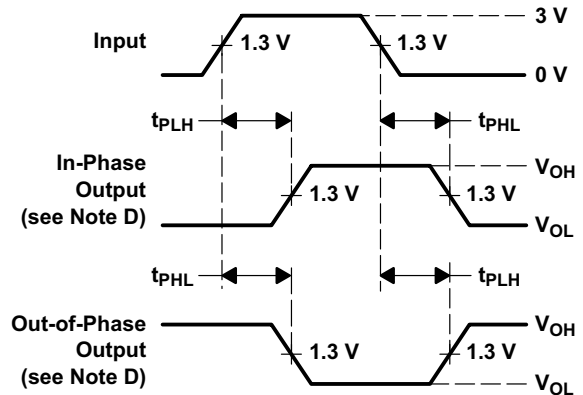 3 V
Input
1.3 V
1.3 V
0 V
tPLH
tPHL
In-Phase
Output
(see Note D)
VOH
1.3 V
1.3 V
VOL
tPHL
tPLH
Out-of-Phase
Output
(see Note D)
VOH
1.3 V
1.3 V
VOL